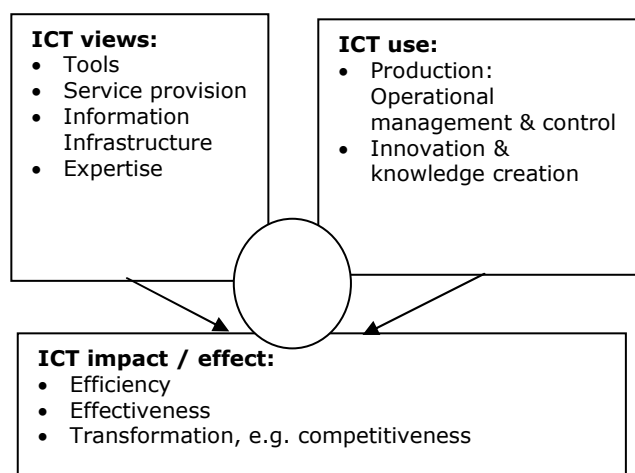 ICT views:
• Tools
• Service provision
• Information
Infrastructure
• Expertise
ICT use:
• Production:
Operational
management & control
• Innovation &
knowledge creation
ICT impact / effect:
• Efficiency
• Effectiveness
• Transformation, e.g. competitiveness